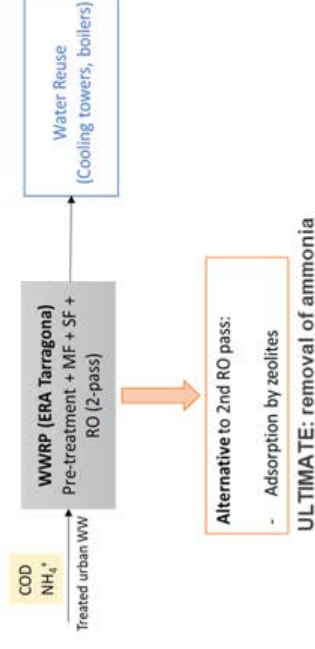 COD
NH₄⁺
Treated urban WW
WWRP (ERA Tarragona)
Pre-treatment + MF + SF +
RO (2-pass)
Water Reuse
(Cooling towers, boilers)
Alternative to 2nd RO pass:
- Adsorption by zeolites
ULTIMATE: removal of ammonia